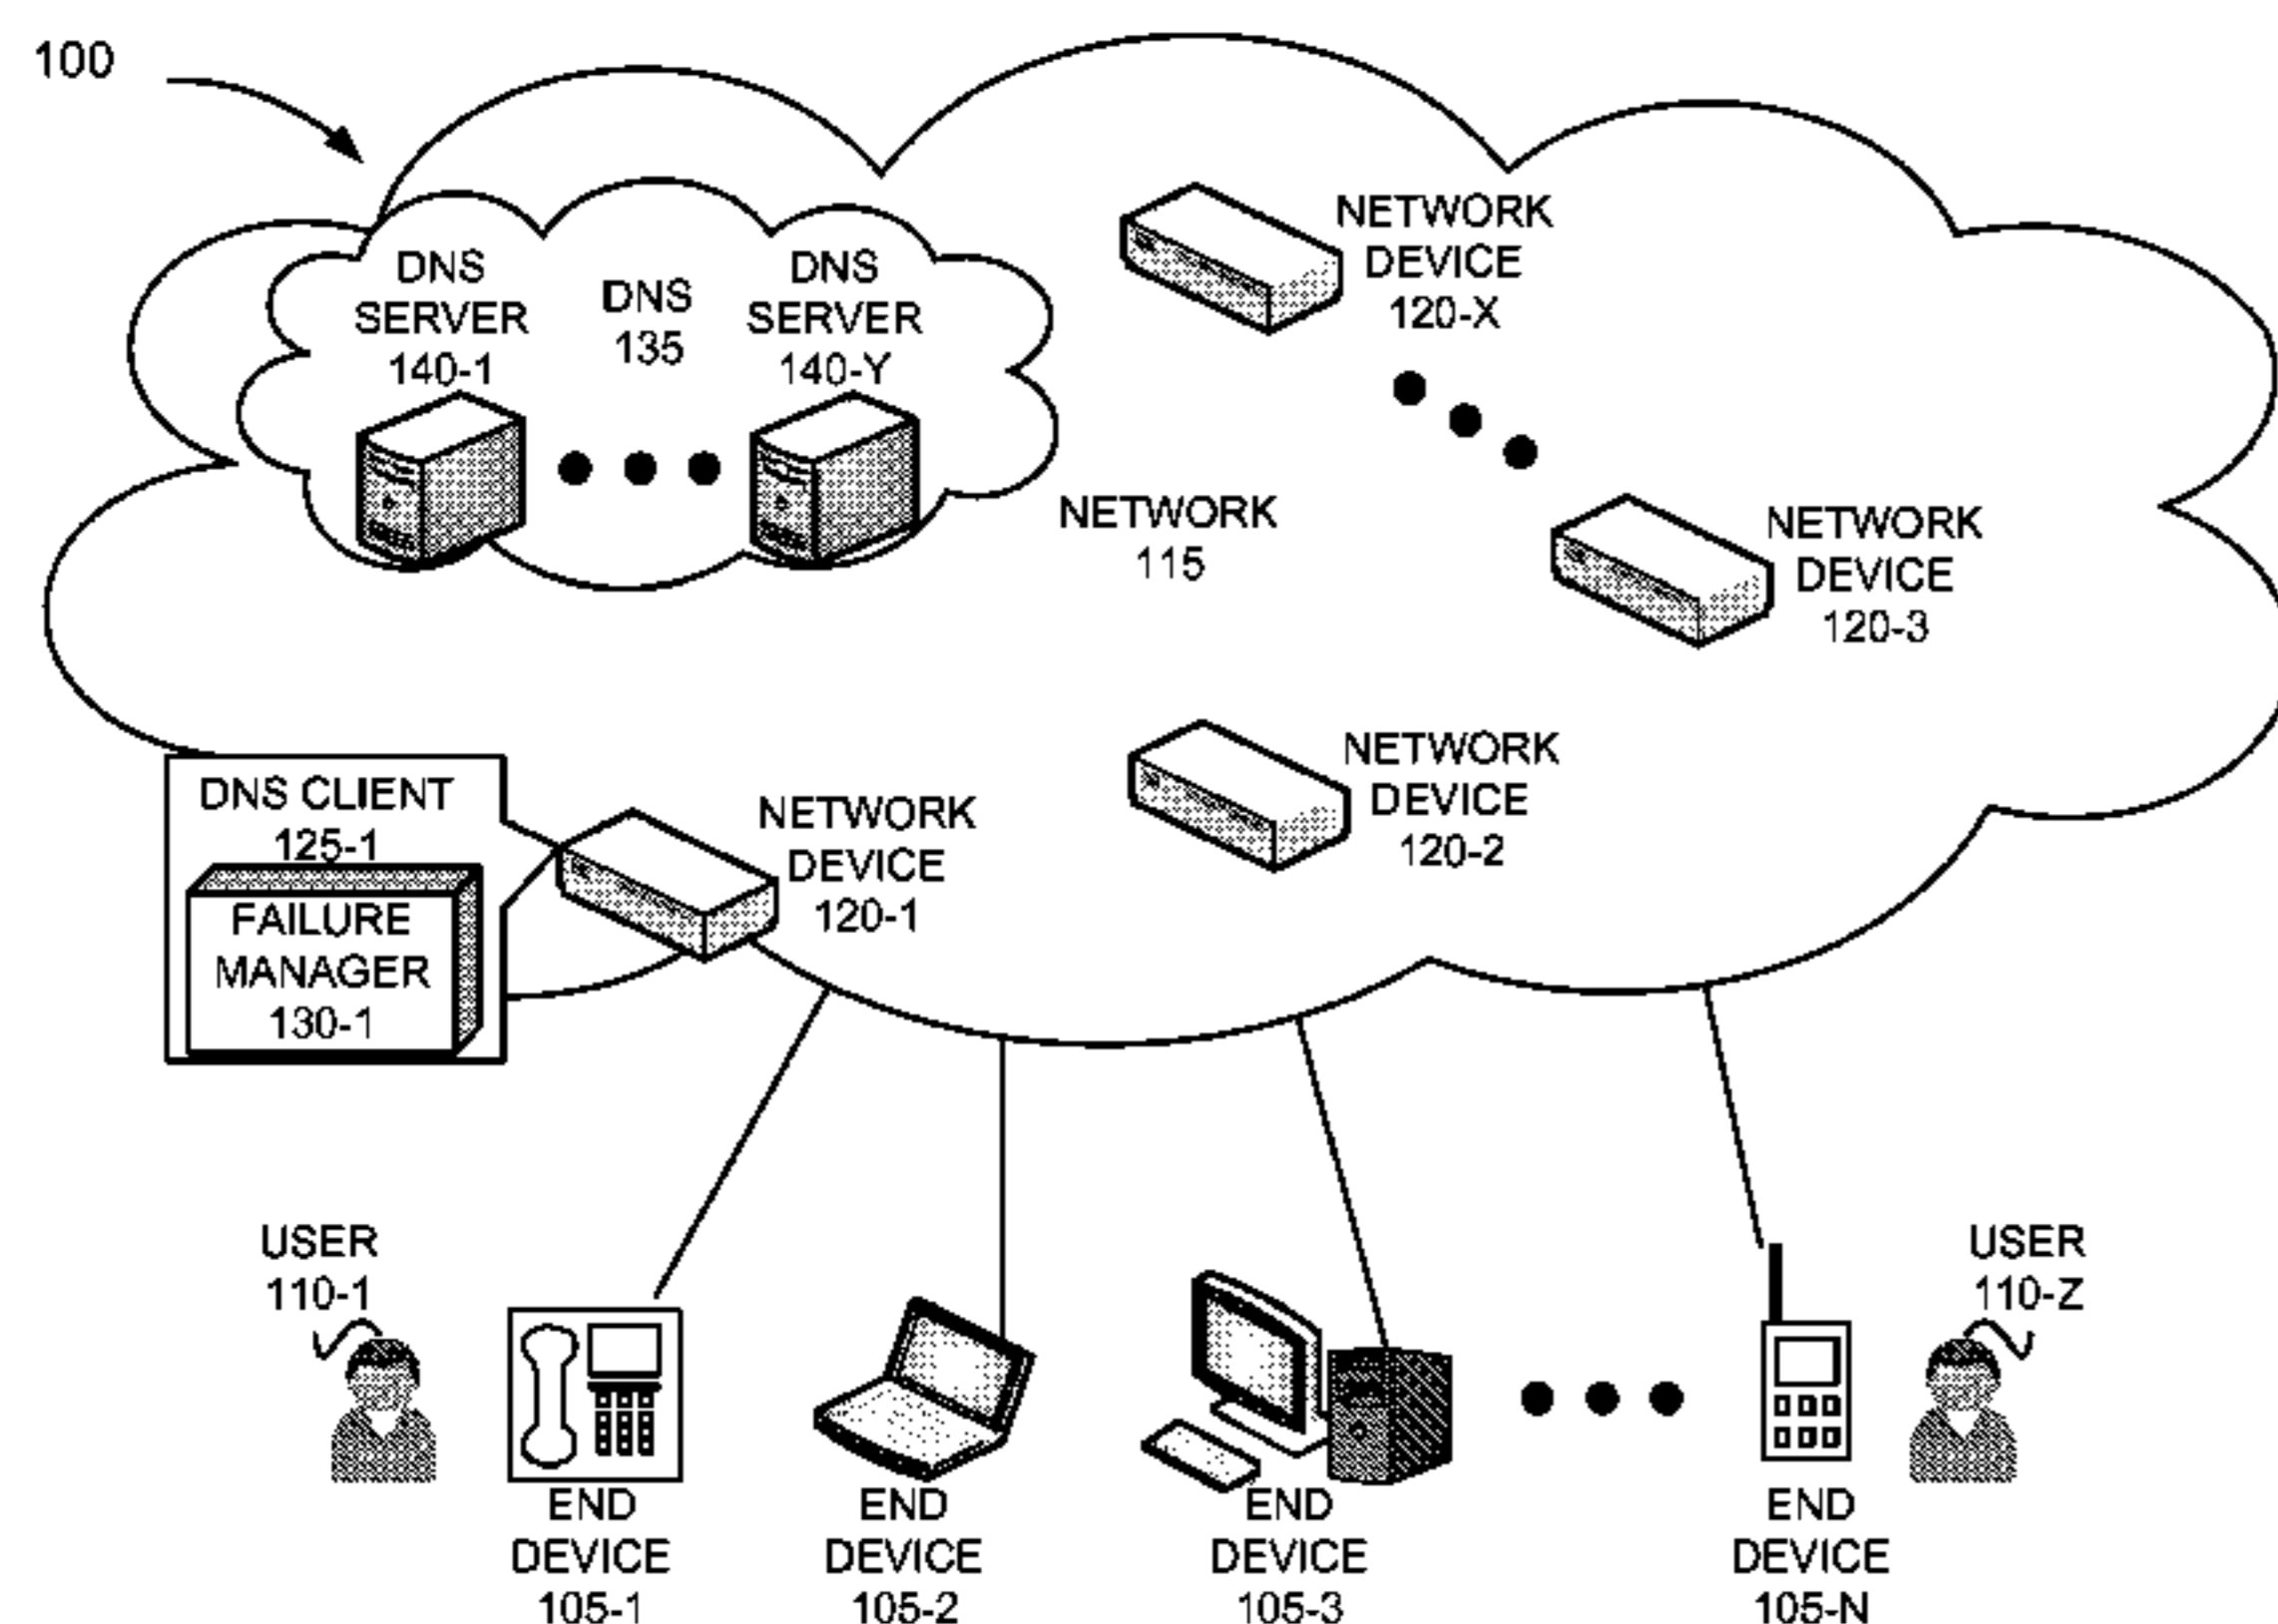 100
DNS
SERVER
140-1
DNS
135
DNS
SERVER
140-Y
NETWORK
DEVICE
120-X
NETWORK
115
NETWORK
DEVICE
120-3
DNS CLIENT
125-1
FAILURE
MANAGER
130-1
NETWORK
DEVICE
120-1
NETWORK
DEVICE
120-2
USER
110-1
USER
110-Z
END
DEVICE
105-1
END
DEVICE
105-2
END
DEVICE
105-3
END
DEVICE
105-N